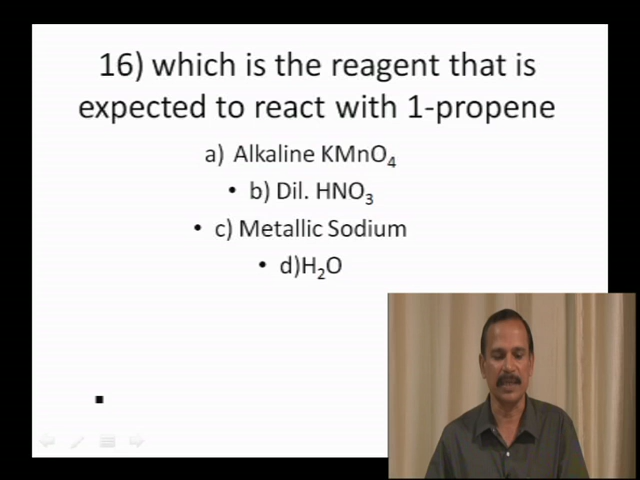 16) which is the reagent that is
expected to react with 1-propene
a) Alkaline KMnO₄
• b) Dil. HNO₃
• c) Metallic Sodium
• d)H₂O